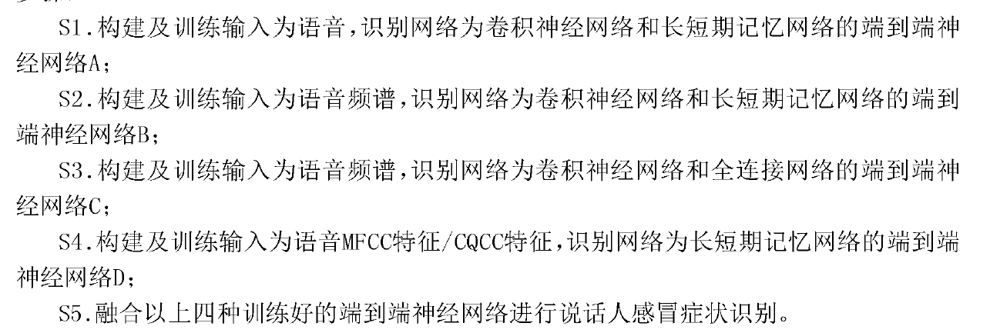 S1.构建及训练输入为语音,识别网络为卷积神经网络和长短期记忆网络的端到端神
经网络A;
S2.构建及训练输入为语音频谱,识别网络为卷积神经网络和长短期记忆网络的端到
端神经网络B;
S3.构建及训练输入为语音频谱,识别网络为卷积神经网络和全连接网络的端到端神
经网络C;
S4.构建及训练输入为语音MFCC特征/CQCC特征,识别网络为长短期记忆网络的端到端
神经网络D;
S5.融合以上四种训练好的端到端神经网络进行说话人感冒症状识别。